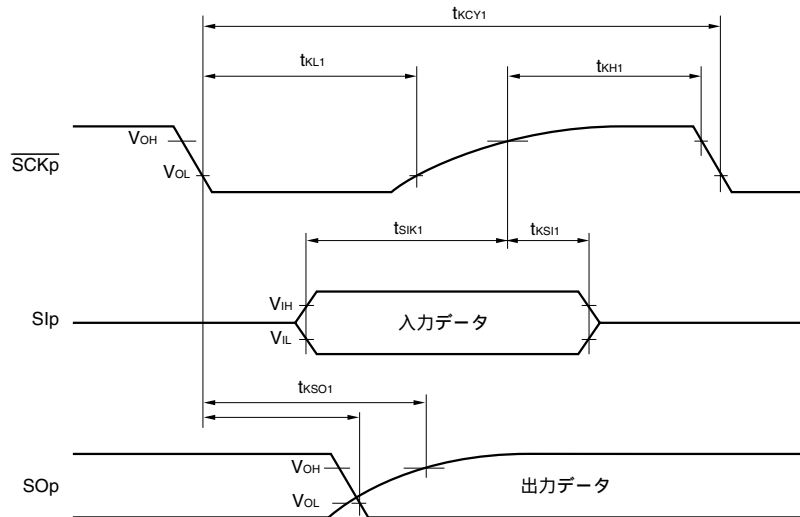 tKCY1
tKL1
tKH1
VOH
SCKp
VOL
tSIK1
tKSI1
VIH
SIp
入力データ
VIL
tKSO1
VOH
SOp
出力データ
VOL